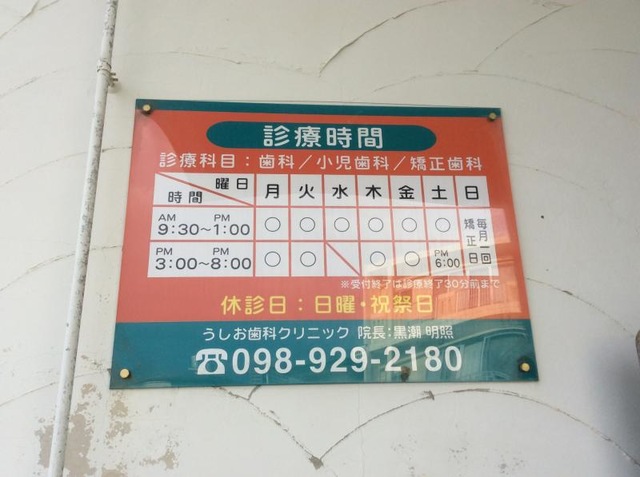 診療時間
診療科目：歯科／小児歯科／矯正歯科
曜日 月 火 水 木 金 土 日
時間
AM 9:30～PM 1:00 ○ ○ ○ ○ ○ ○ 毎月一回矯正日
PM 3:00～PM 8:00 ○ ○ ＼ ○ ○ PM 6:00
※受付終了は診療終了30分前まで
休診日：日曜・祝祭日
うしお歯科クリニック 院長:黒潮 明照
☎098-929-2180